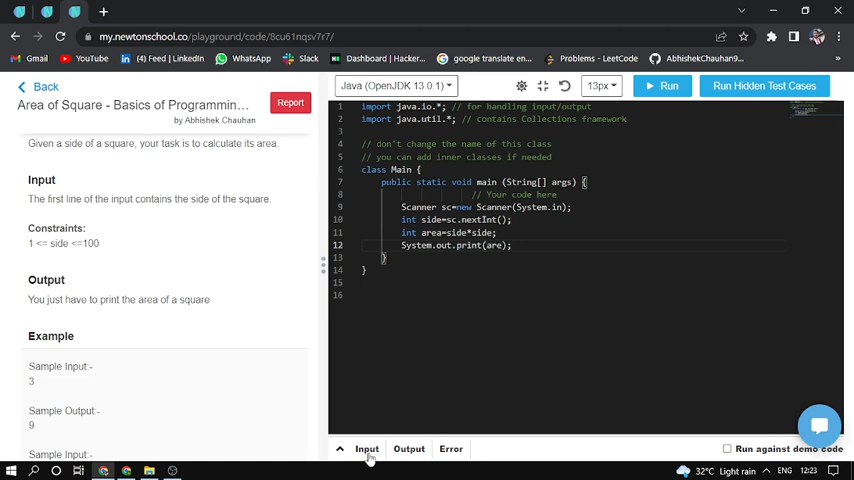 my.newtonschool.co/playground/code/8cu61nqsv7r7/
Gmail YouTube (4) Feed | LinkedIn WhatsApp Slack Dashboard | Hacker... google translate en... Problems - LeetCode AbhishekChauhan9... »
Back
Area of Square - Basics of Programmin...
by Abhishek Chauhan
Report
Given a side of a square, your task is to calculate its area.
Input
The first line of the input contains the side of the square.
Constraints:
1 <= side <=100
Output
You just have to print the area of a square
Example
Sample Input:-
3
Sample Output:-
9
Sample Input:-
Java (OpenJDK 13.0.1) 13px Run Run Hidden Test Cases
1 import java.io.*; // for handling input/output
2 import java.util.*; // contains Collections framework
3
4 // don't change the name of this class
5 // you can add inner classes if needed
6 class Main {
7 public static void main (String[] args) {
8 // Your code here
9 Scanner sc=new Scanner(System.in);
10 int side=sc.nextInt();
11 int area=side*side;
12 System.out.print(are);
13 }
14 }
15
16
Input Output Error Run against demo code
32°C Light rain ENG 12:23